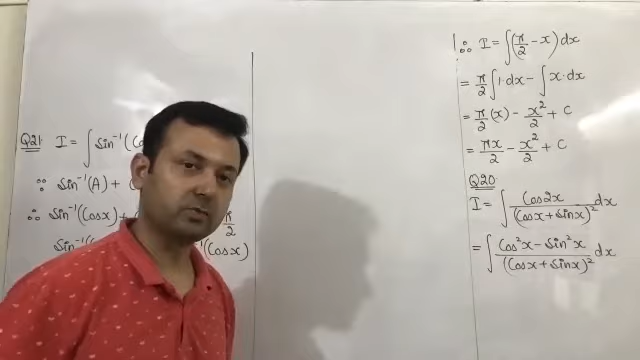 Q21 I = ∫ Sin⁻¹(Co
∵ Sin⁻¹(A) +
∴ Sin⁻¹(Cosx) + π/2
Sin⁻¹( ⁻¹(Cosx)
∴ I = ∫(π/2 - x) dx
= π/2 ∫1·dx - ∫x·dx
= π/2 (x) - x²/2 + C
= πx/2 - x²/2 + C
Q20
I = ∫ Cos2x/(Cosx + Sinx)² dx
= ∫ Cos²x - Sin²x/(Cosx + Sinx)² dx